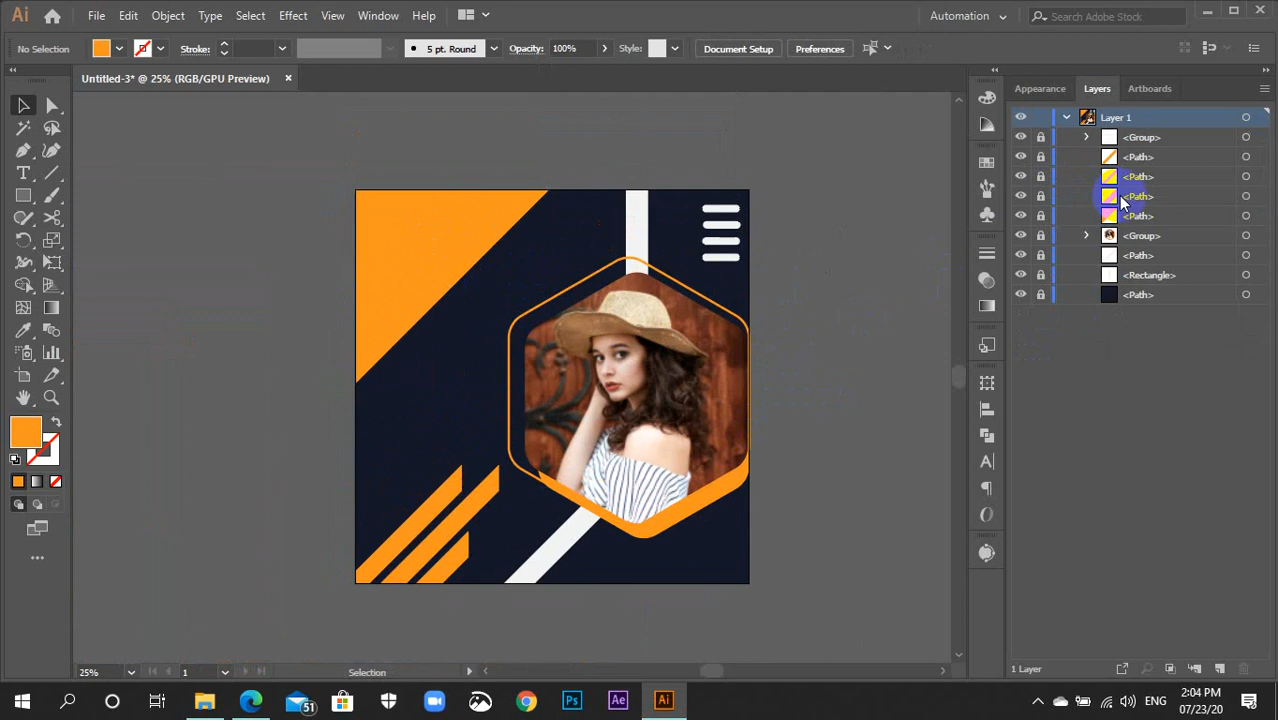 Ai File Edit Object Type Select Effect View Window Help Automation Search Adobe Stock
No Selection Stroke: 5 pt. Round Opacity: 100% Style: Document Setup Preferences
Untitled-3* @ 25% (RGB/GPU Preview) ×
Appearance Layers Artboards
Layer 1
<Group>
<Path>
<Path>
<Path>
<Path>
<Group>
<Path>
<Rectangle>
<Path>
25% 1 Selection 1 Layer
51 Ps Ae Ai ENG 2:04 PM
07/23/20